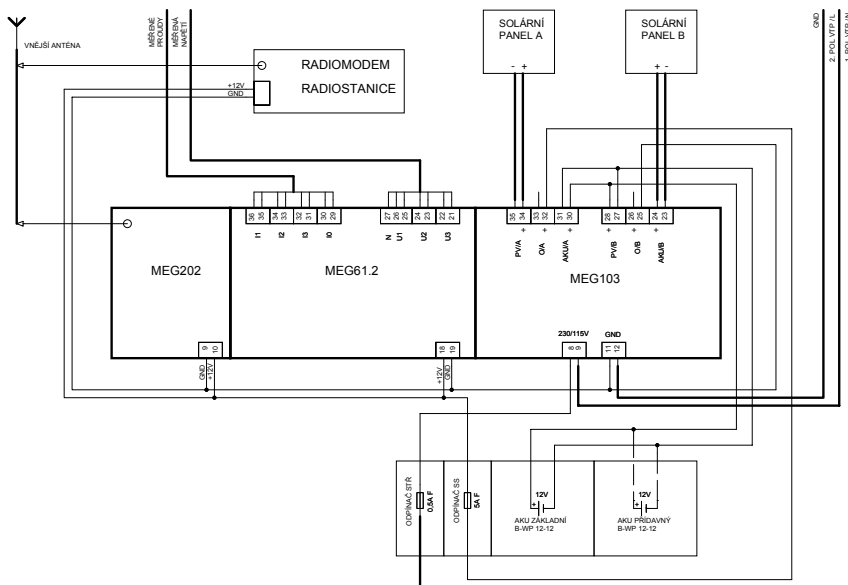 VNĚJŠÍ ANTÉNA
MĚŘENÉ
PROUDY
MĚŘENÁ
NAPĚTÍ
RADIOMODEM
RADIOSTANICE
+12V
GND
SOLÁRNÍ
PANEL A
- +
SOLÁRNÍ
PANEL B
+ -
GND
2. POL VTP /L
1. POL VTP /N
36 35 34 33 32 31 30 29
I1 I2 I3 I0
27 26 25 24 23 22 21
N U1 U2 U3
35 34 33 32 31 30
+ + +
PV/A O/A AKU/A
28 27 26 25 24 23
+ + +
PV/B O/B AKU/B
MEG202
MEG61.2
MEG103
230/115V
GND
9 10
18 19
8 9
11 12
GND
+12V
+12V
GND
ODPÍNAČ STŘ
0,5A F
ODPÍNAČ SS
5A F
12V
+
AKU ZÁKLADNÍ
B-WP 12-12
12V
+
AKU PŘÍDAVNÝ
B-WP 12-12